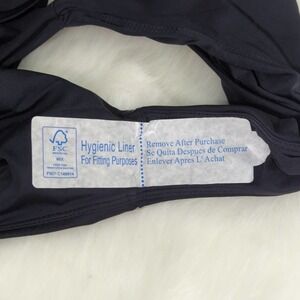 FSC
MIX
Hygienic Liner
For Fitting Purposes
Remove After Purchase
Se Quita Despues de Comprar
Enlever Apres L'Achat